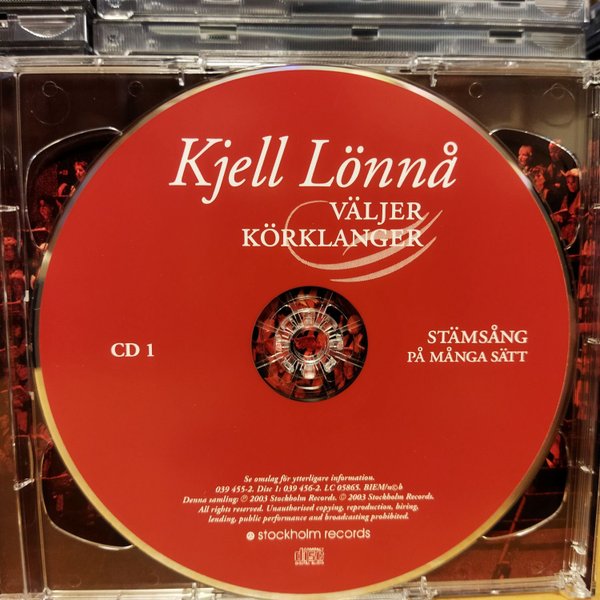 Kjell Lönnå
VÄLJER
KÖRKLANGER
CD 1
STÄMSÅNG
PÅ MÅNGA SÄTT
Se omslag för ytterligare information.
039 455-2. Disc 1: 039 456-2. LC 05865. BIEM/n©b
Denna samling: ℗ 2003 Stockholm Records. © 2003 Stockholm Records.
All rights reserved. Unauthorised copying, reproduction, hiring,
lending, public performance and broadcasting prohibited.
stockholm records